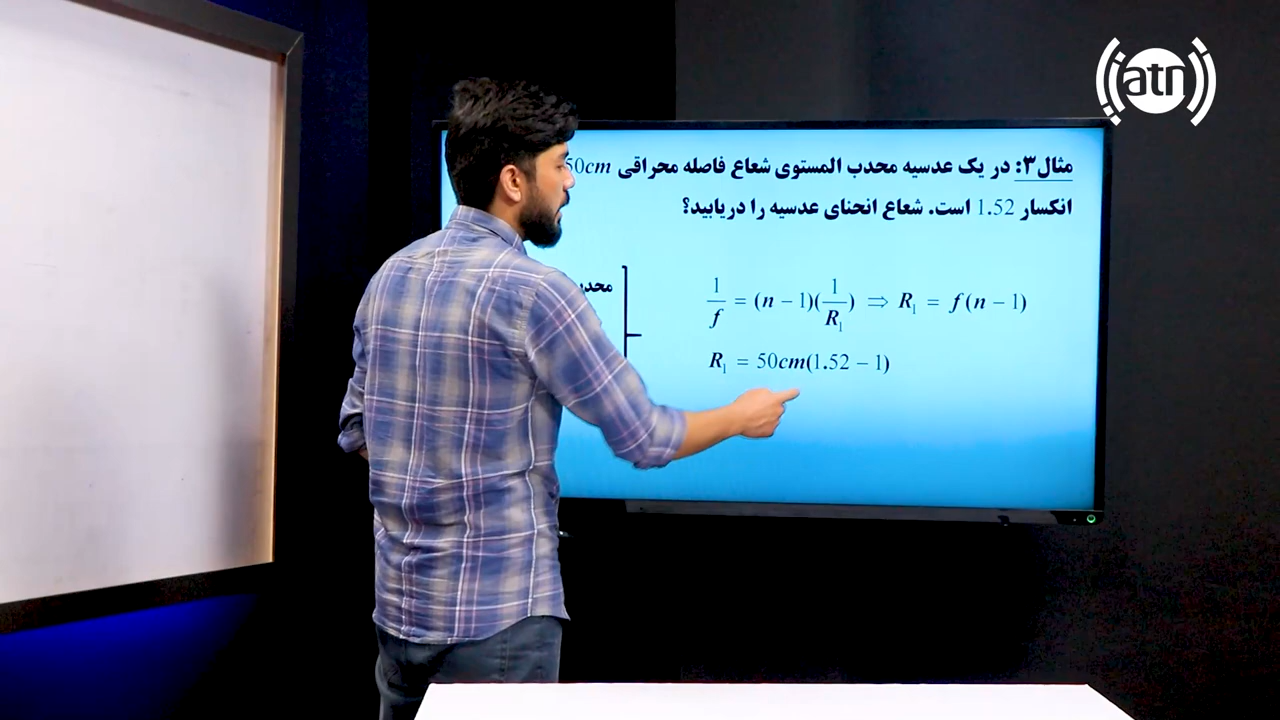 atn
مثال۳: در یک عدسیه محدب المستوی شعاع فاصله محراقی 50cm
انکسار 1.52 است. شعاع انحنای عدسیه را دریابید؟
1/f = (n − 1)(1/R₁) ⇒ R₁ = f(n − 1)
R₁ = 50cm(1.52 − 1)